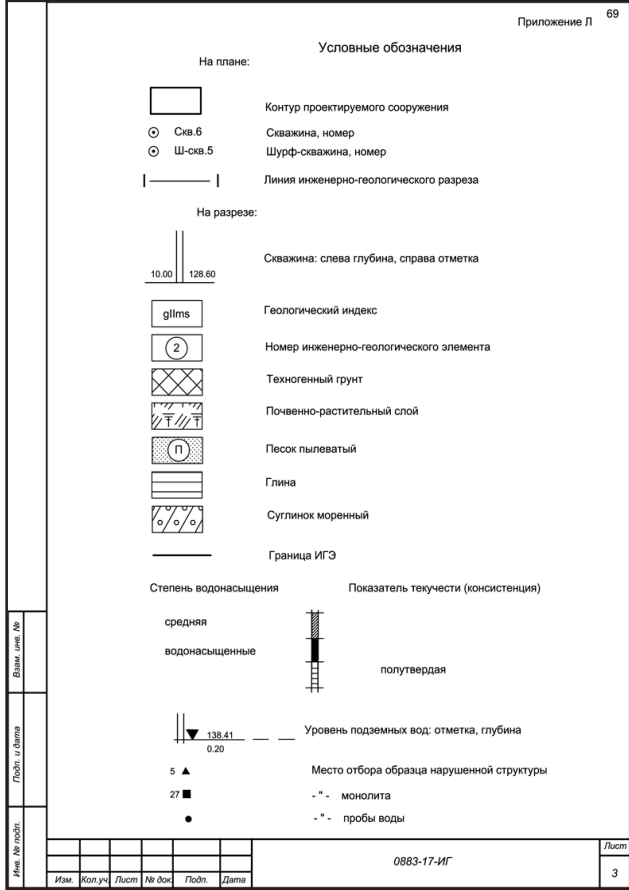 69
Приложение Л
Условные обозначения
На плане:
Контур проектируемого сооружения
Скв.6 Скважина, номер
Ш-скв.5 Шурф-скважина, номер
Линия инженерно-геологического разреза
На разрезе:
10.00 128.60 Скважина: слева глубина, справа отметка
gIIms Геологический индекс
2 Номер инженерно-геологического элемента
Техногенный грунт
Почвенно-растительный слой
П Песок пылеватый
Глина
Суглинок моренный
Граница ИГЭ
Степень водонасыщения Показатель текучести (консистенция)
средняя
водонасыщенные
полутвердая
138.41 Уровень подземных вод: отметка, глубина
0.20
5 Место отбора образца нарушенной структуры
27 - " - монолита
- " - пробы воды
Взам. инв. №
Подп. и дата
Инв. № подл.
Изм. Кол.уч. Лист № док. Подп. Дата
0883-17-ИГ
Лист
3